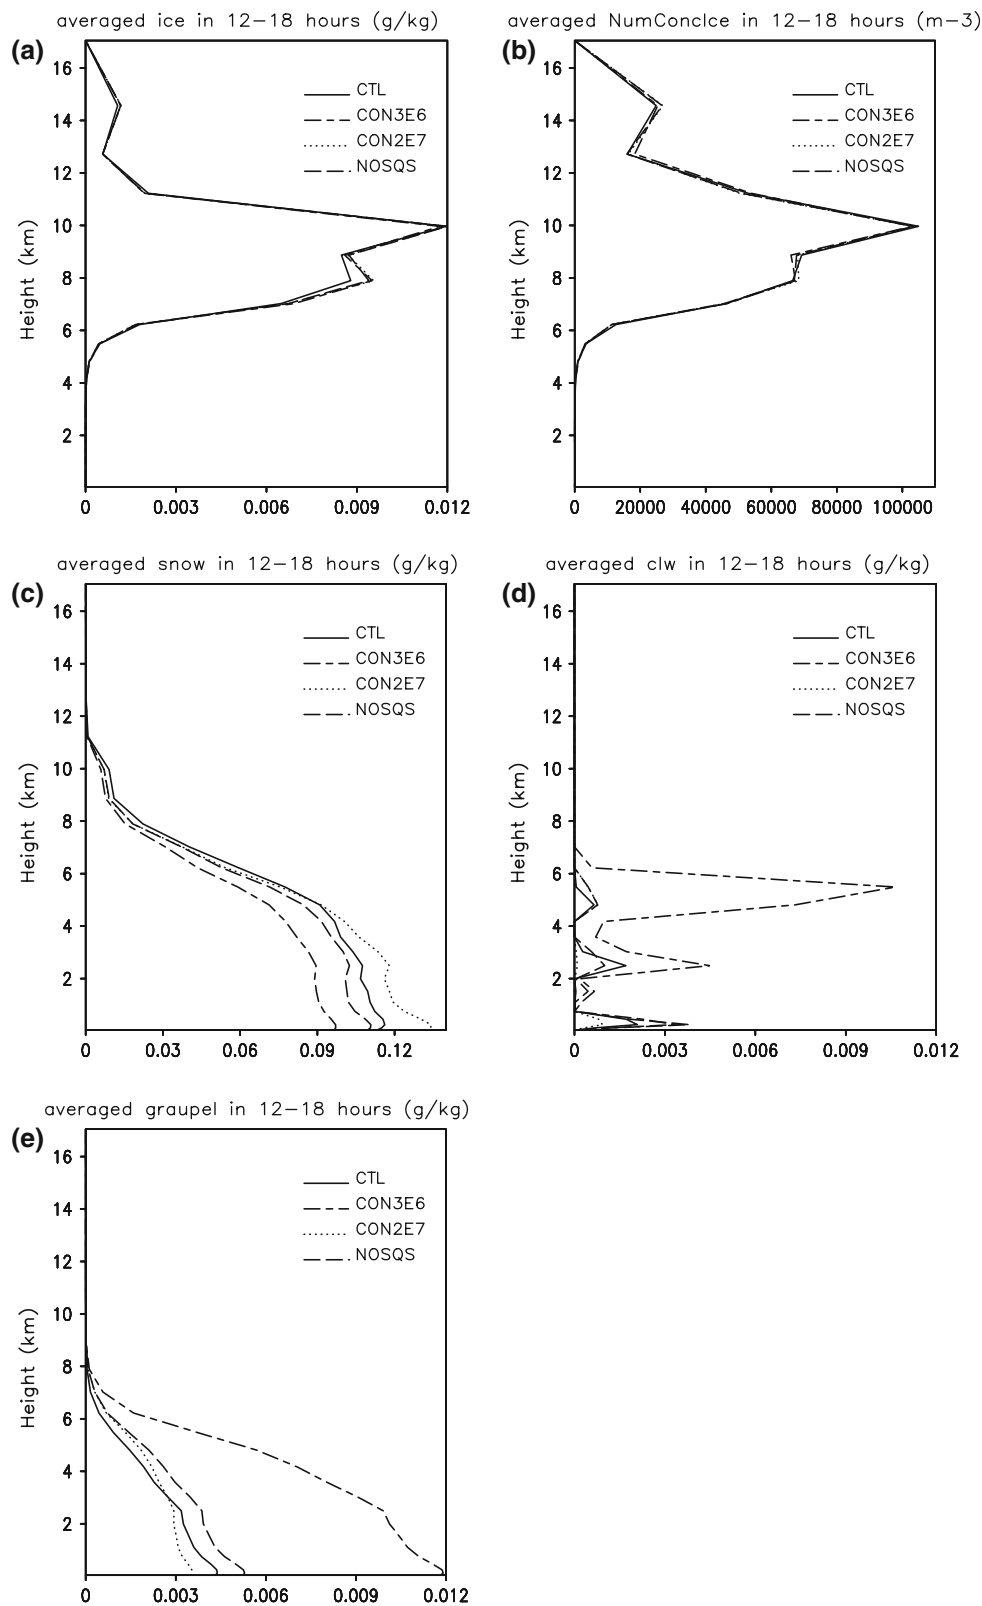 averaged ice in 12−18 hours (g/kg)
(a)
CTL
CON3E6
CON2E7
NOSQS
Height (km)
16
14
12
10
8
6
4
2
0 0.003 0.006 0.009 0.012
averaged NumConcIce in 12−18 hours (m−3)
(b)
CTL
CON3E6
CON2E7
NOSQS
Height (km)
16
14
12
10
8
6
4
2
0 20000 40000 60000 80000 100000
averaged snow in 12−18 hours (g/kg)
(c)
CTL
CON3E6
CON2E7
NOSQS
Height (km)
16
14
12
10
8
6
4
2
0 0.03 0.06 0.09 0.12
averaged clw in 12−18 hours (g/kg)
(d)
CTL
CON3E6
CON2E7
NOSQS
Height (km)
16
14
12
10
8
6
4
2
0 0.003 0.006 0.009 0.012
averaged graupel in 12−18 hours (g/kg)
(e)
CTL
CON3E6
CON2E7
NOSQS
Height (km)
16
14
12
10
8
6
4
2
0 0.003 0.006 0.009 0.012